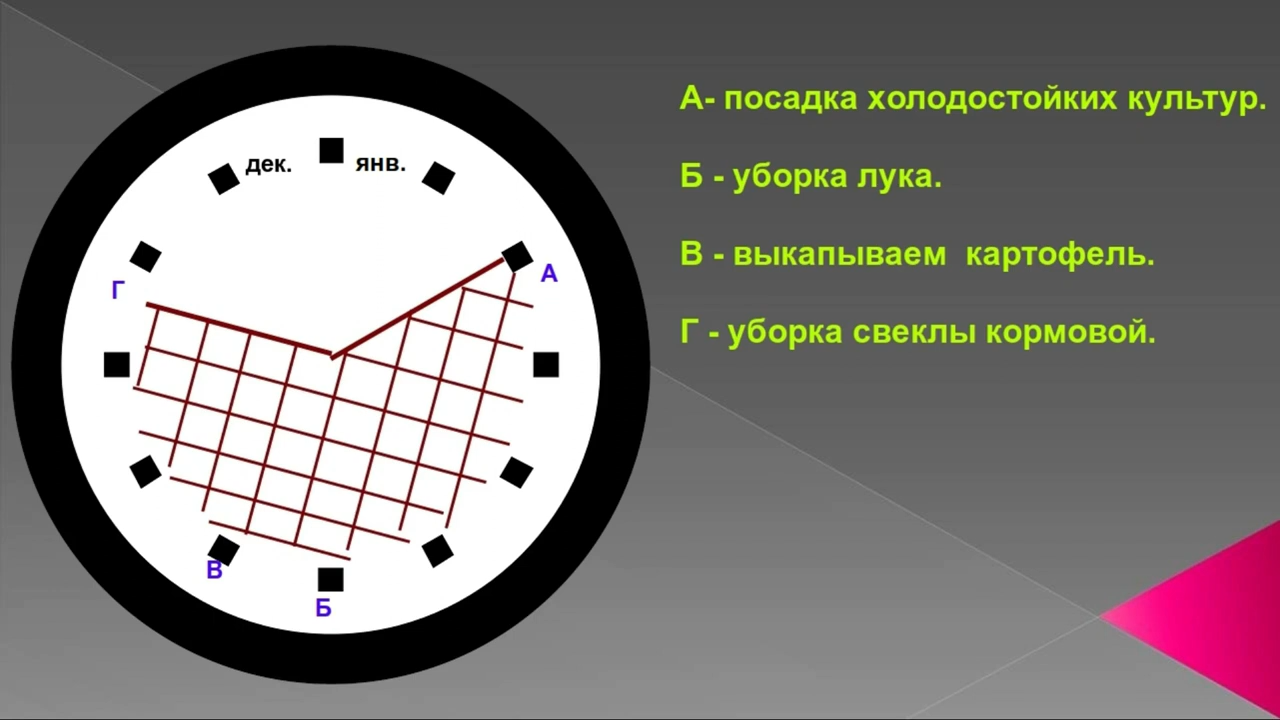 дек. янв.
Г
А
В
Б
А- посадка холодостойких культур.
Б - уборка лука.
В - выкапываем картофель.
Г - уборка свеклы кормовой.